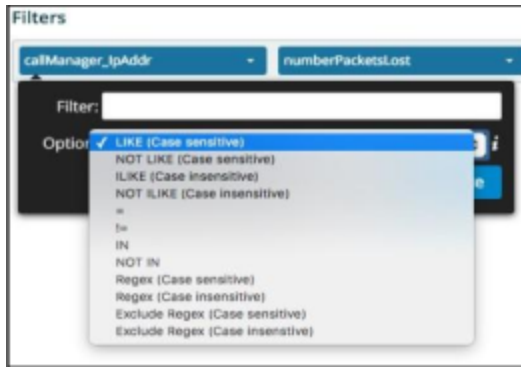 Filters
callManager_IpAddr numberPacketsLost
Filter:
Option
✓ LIKE (Case sensitive)
NOT LIKE (Case sensitive)
ILIKE (Case insensitive)
NOT ILIKE (Case insensitive)
=
!=
IN
NOT IN
Regex (Case sensitive)
Regex (Case insensitive)
Exclude Regex (Case sensitive)
Exclude Regex (Case insenstive)
i
e